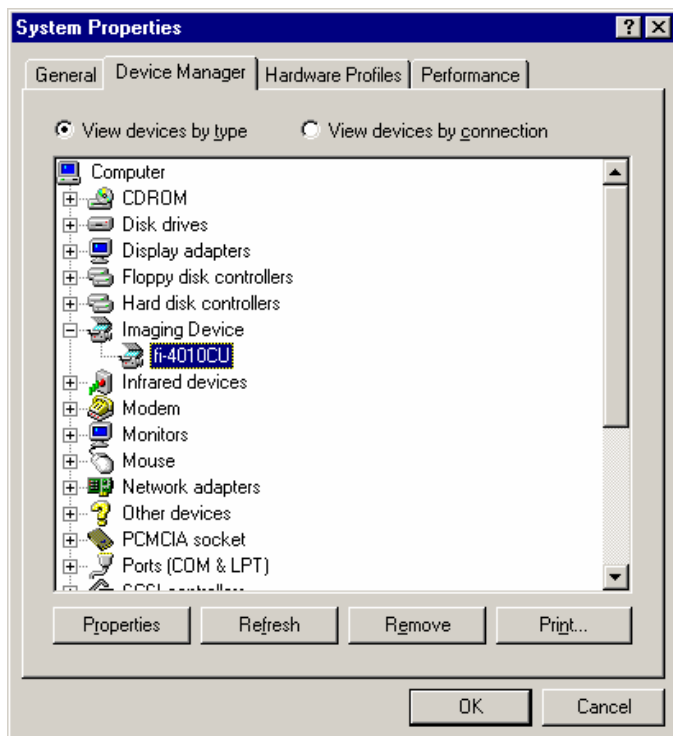 System Properties
General Device Manager Hardware Profiles Performance
View devices by type View devices by connection
Computer
CDROM
Disk drives
Display adapters
Floppy disk controllers
Hard disk controllers
Imaging Device
fi-4010CU
Infrared devices
Modem
Monitors
Mouse
Network adapters
Other devices
PCMCIA socket
Ports (COM & LPT)
Properties Refresh Remove Print...
OK Cancel